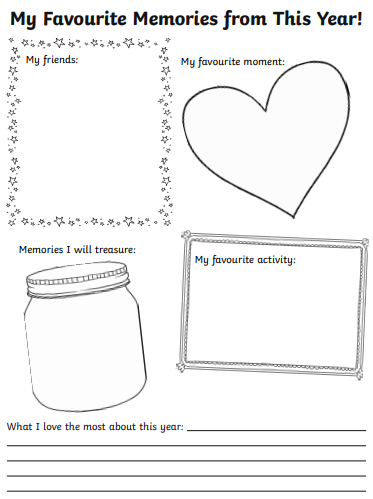 My Favourite Memories from This Year!
My friends:
My favourite moment:
Memories I will treasure:
My favourite activity:
What I love the most about this year: